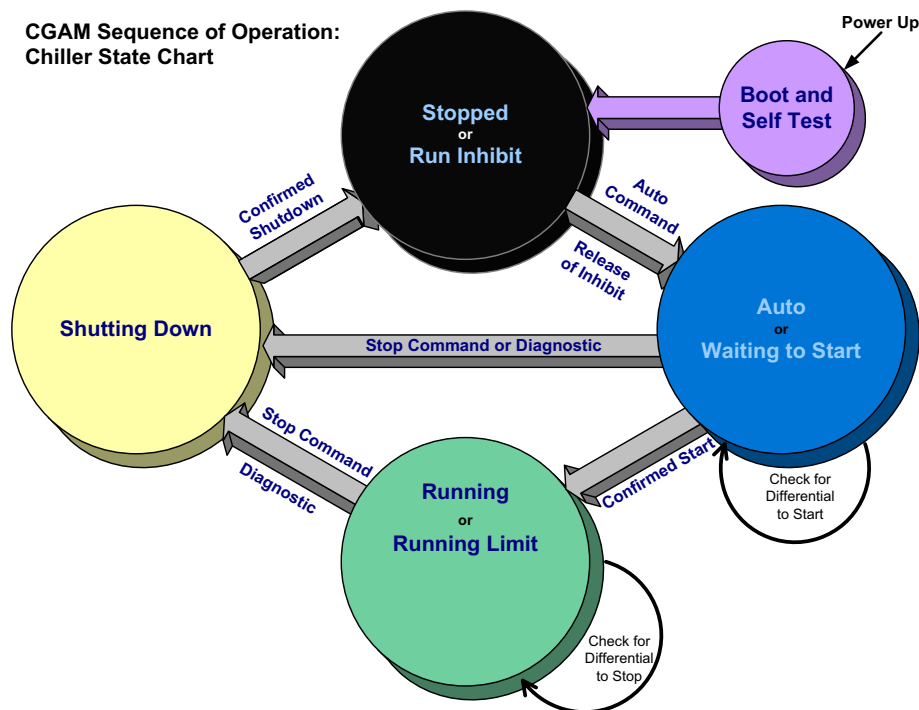 CGAM Sequence of Operation:
Chiller State Chart
Power Up
Boot and
Self Test
Stopped
or
Run Inhibit
Confirmed
Shutdown
Auto
Command
Release
of Inhibit
Shutting Down
Auto
or
Waiting to Start
Stop Command or Diagnostic
Stop Command
Diagnostic
Confirmed Start
Running
or
Running Limit
Check for
Differential
to Start
Check for
Differential
to Stop